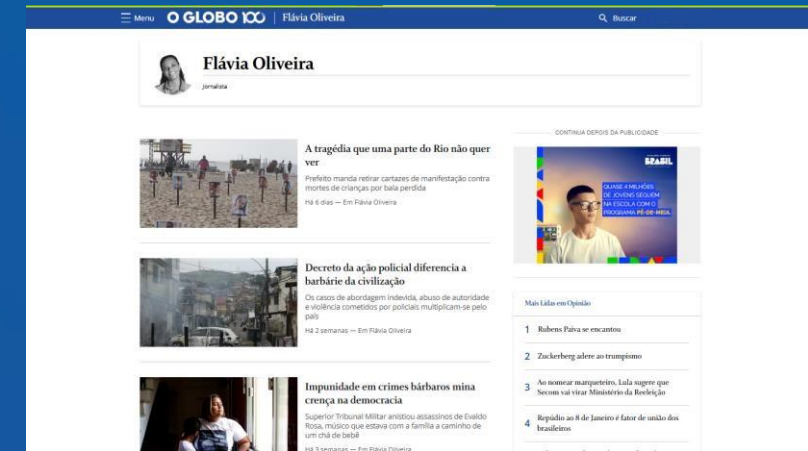 Menu O GLOBO 100 | Flávia Oliveira Buscar
Flávia Oliveira
Jornalista
A tragédia que uma parte do Rio não quer
ver
Prefeito manda retirar cartazes de manifestação contra
mortes de crianças por bala perdida
Há 6 dias — Em Flávia Oliveira
Decreto da ação policial diferencia a
barbárie da civilização
Os casos de abordagem indevida, abuso de autoridade
e violência cometidos por policiais multiplicam-se pelo
país
Há 2 semanas — Em Flávia Oliveira
Impunidade em crimes bárbaros mina
crença na democracia
Superior Tribunal Militar anistiou assassinos de Evaldo
Rosa, músico que estava com a família a caminho de
um chá de bebê
Há 3 semanas — Em Flávia Oliveira
CONTINUA DEPOIS DA PUBLICIDADE
BRASIL
QUASE 4 MILHÕES
DE JOVENS SEGUEM
NA ESCOLA COM O
PROGRAMA PÉ-DE-MEIA.
Mais Lidas em Opinião
1 Rubens Paiva se encantou
2 Zuckerberg adere ao trumpismo
3 Ao nomear marqueteiro, Lula sugere que
Secom vai virar Ministério da Reeleição
4 Repúdio ao 8 de Janeiro é fator de união dos
brasileiros